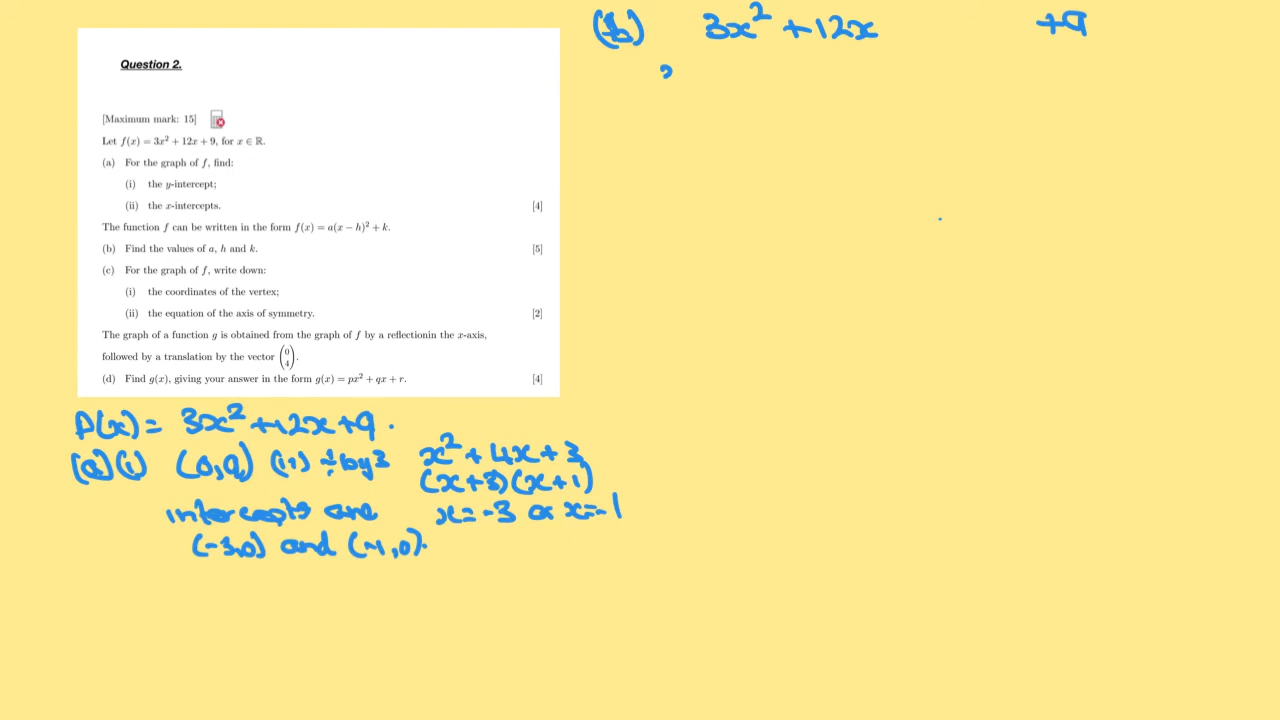 Question 2.
[Maximum mark: 15]
Let f(x) = 3x² + 12x + 9, for x ∈ ℝ.
(a) For the graph of f, find:
(i) the y-intercept;
(ii) the x-intercepts. [4]
The function f can be written in the form f(x) = a(x − h)² + k.
(b) Find the values of a, h and k. [5]
(c) For the graph of f, write down:
(i) the coordinates of the vertex;
(ii) the equation of the axis of symmetry. [2]
The graph of a function g is obtained from the graph of f by a reflectionin the x-axis,
followed by a translation by the vector (0 4).
(d) Find g(x), giving your answer in the form g(x) = px² + qx + r. [4]
f(x) = 3x² + 12x + 9.
(a)(i) (0,9) (ii) ÷ by 3 x² + 4x + 3
(x+3)(x+1)
intercepts are x = -3 or x = -1
(-3,0) and (-1,0).
(b) 3x² + 12x +9